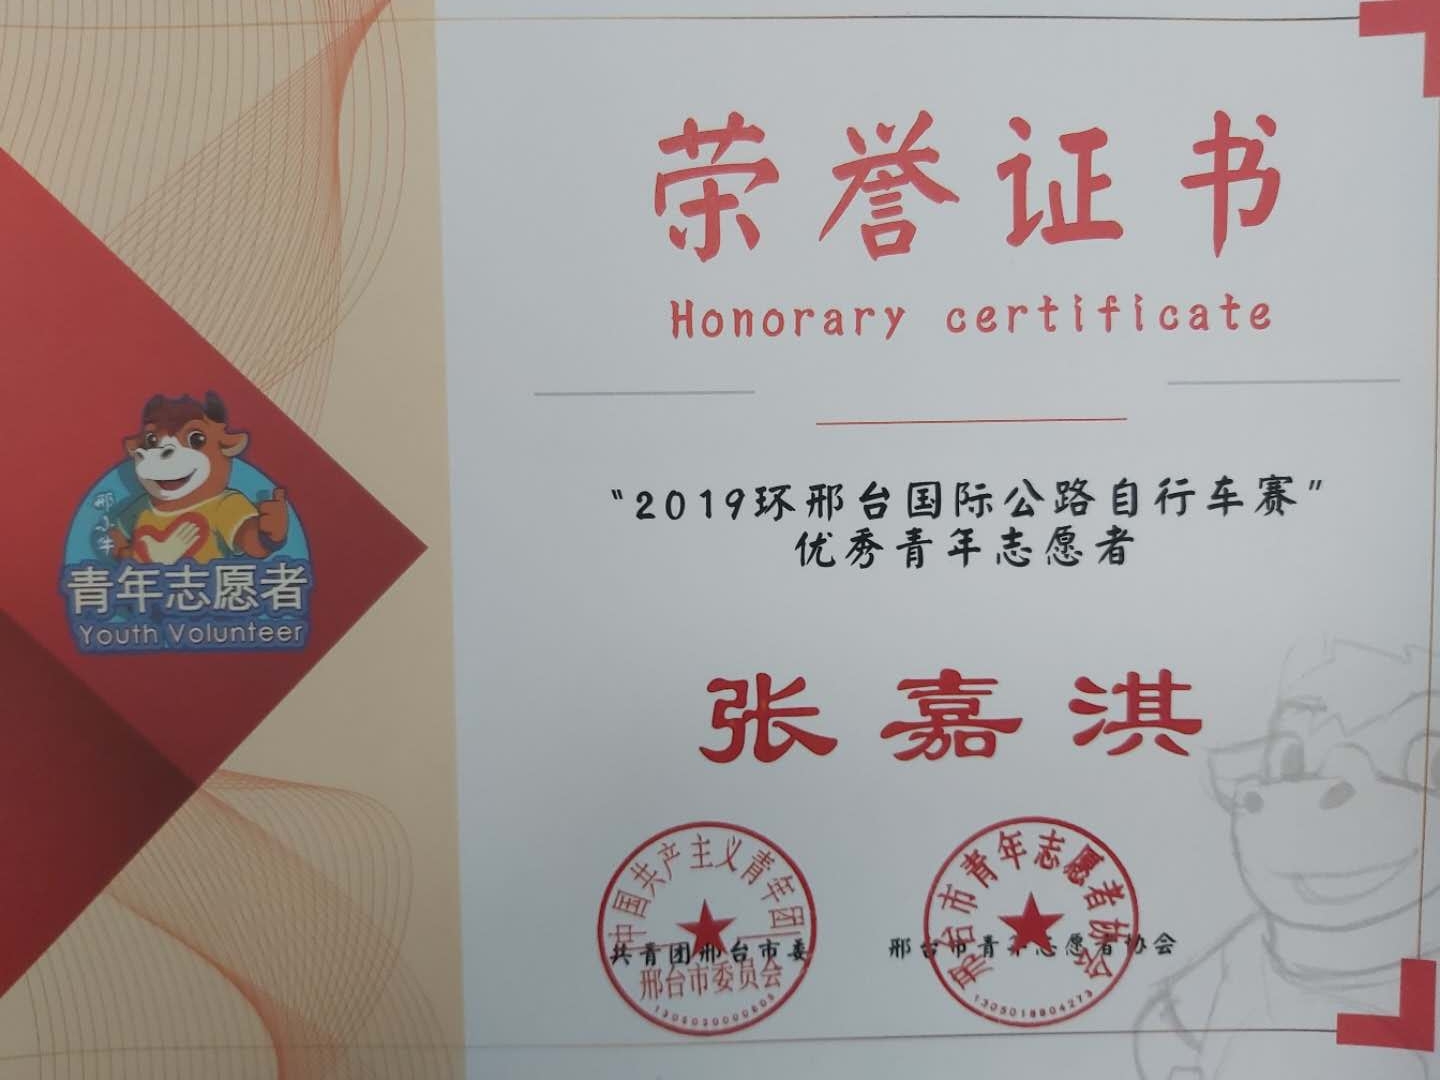 荣誉证书
Honorary certificate
“2019环邢台国际公路自行车赛”
优秀青年志愿者
张嘉淇
共青团邢台市委
邢台市青年志愿者协会
中国共产主义青年团
邢台市委员会
邢台市青年志愿者协会
1305018804273
邢小牛
青年志愿者
Youth Volunteer